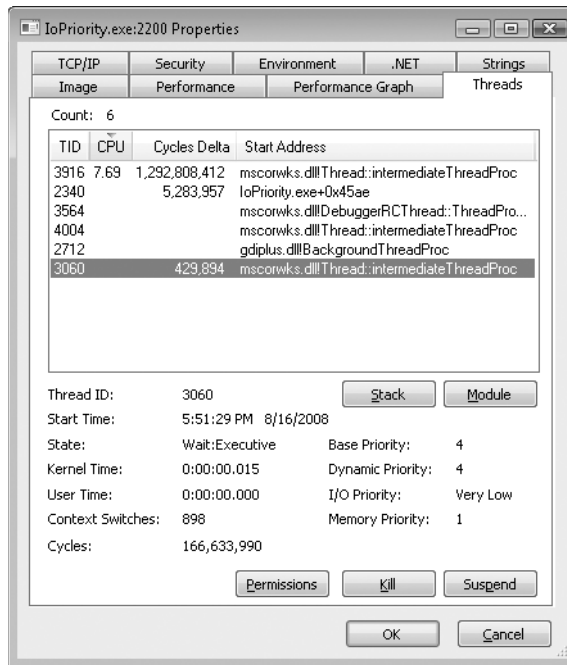 IoPriority.exe:2200 Properties
TCP/IP Security Environment .NET Strings
Image Performance Performance Graph Threads
Count: 6
TID CPU Cycles Delta Start Address
3916 7.69 1,292,808,412 mscorwks.dll!Thread::intermediateThreadProc
2340 5,283,957 IoPriority.exe+0x45ae
3564 mscorwks.dll!DebuggerRCThread::ThreadPro...
4004 mscorwks.dll!Thread::intermediateThreadProc
2712 gdiplus.dll!BackgroundThreadProc
3060 429,894 mscorwks.dll!Thread::intermediateThreadProc
Thread ID: 3060 Stack Module
Start Time: 5:51:29 PM 8/16/2008
State: Wait:Executive Base Priority: 4
Kernel Time: 0:00:00.015 Dynamic Priority: 4
User Time: 0:00:00.000 I/O Priority: Very Low
Context Switches: 898 Memory Priority: 1
Cycles: 166,633,990
Permissions Kill Suspend
OK Cancel